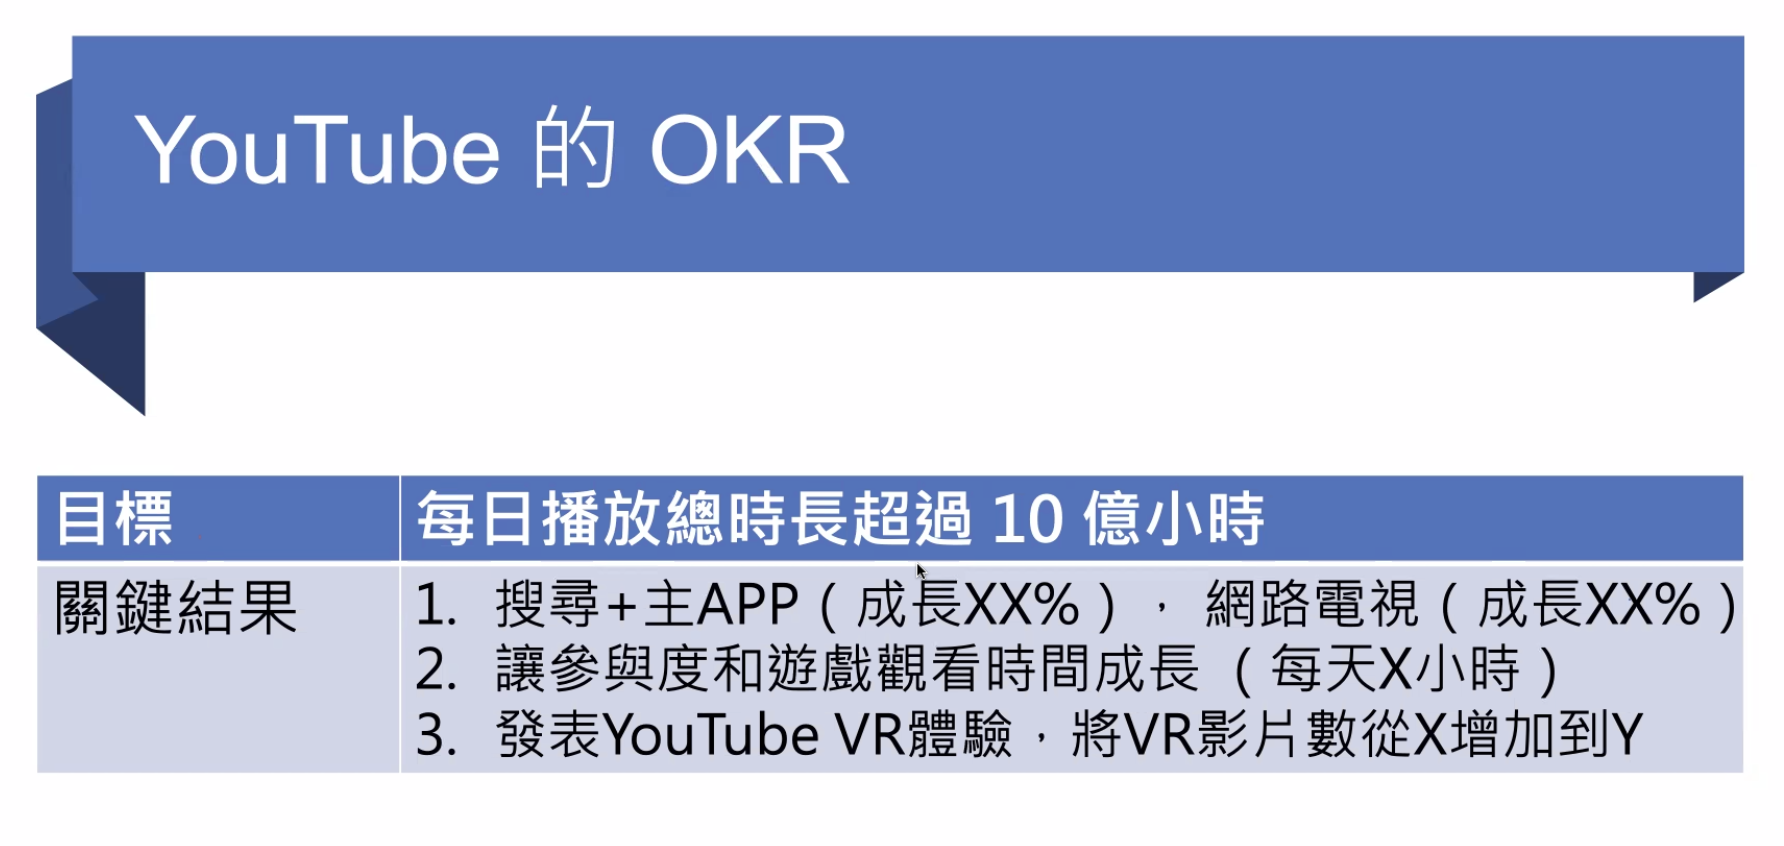 YouTube 的 OKR
目標
每日播放總時長超過 10 億小時
關鍵結果
1. 搜尋+主APP（成長XX%），網路電視（成長XX%）
2. 讓參與度和遊戲觀看時間成長（每天X小時）
3. 發表YouTube VR體驗，將VR影片數從X增加到Y